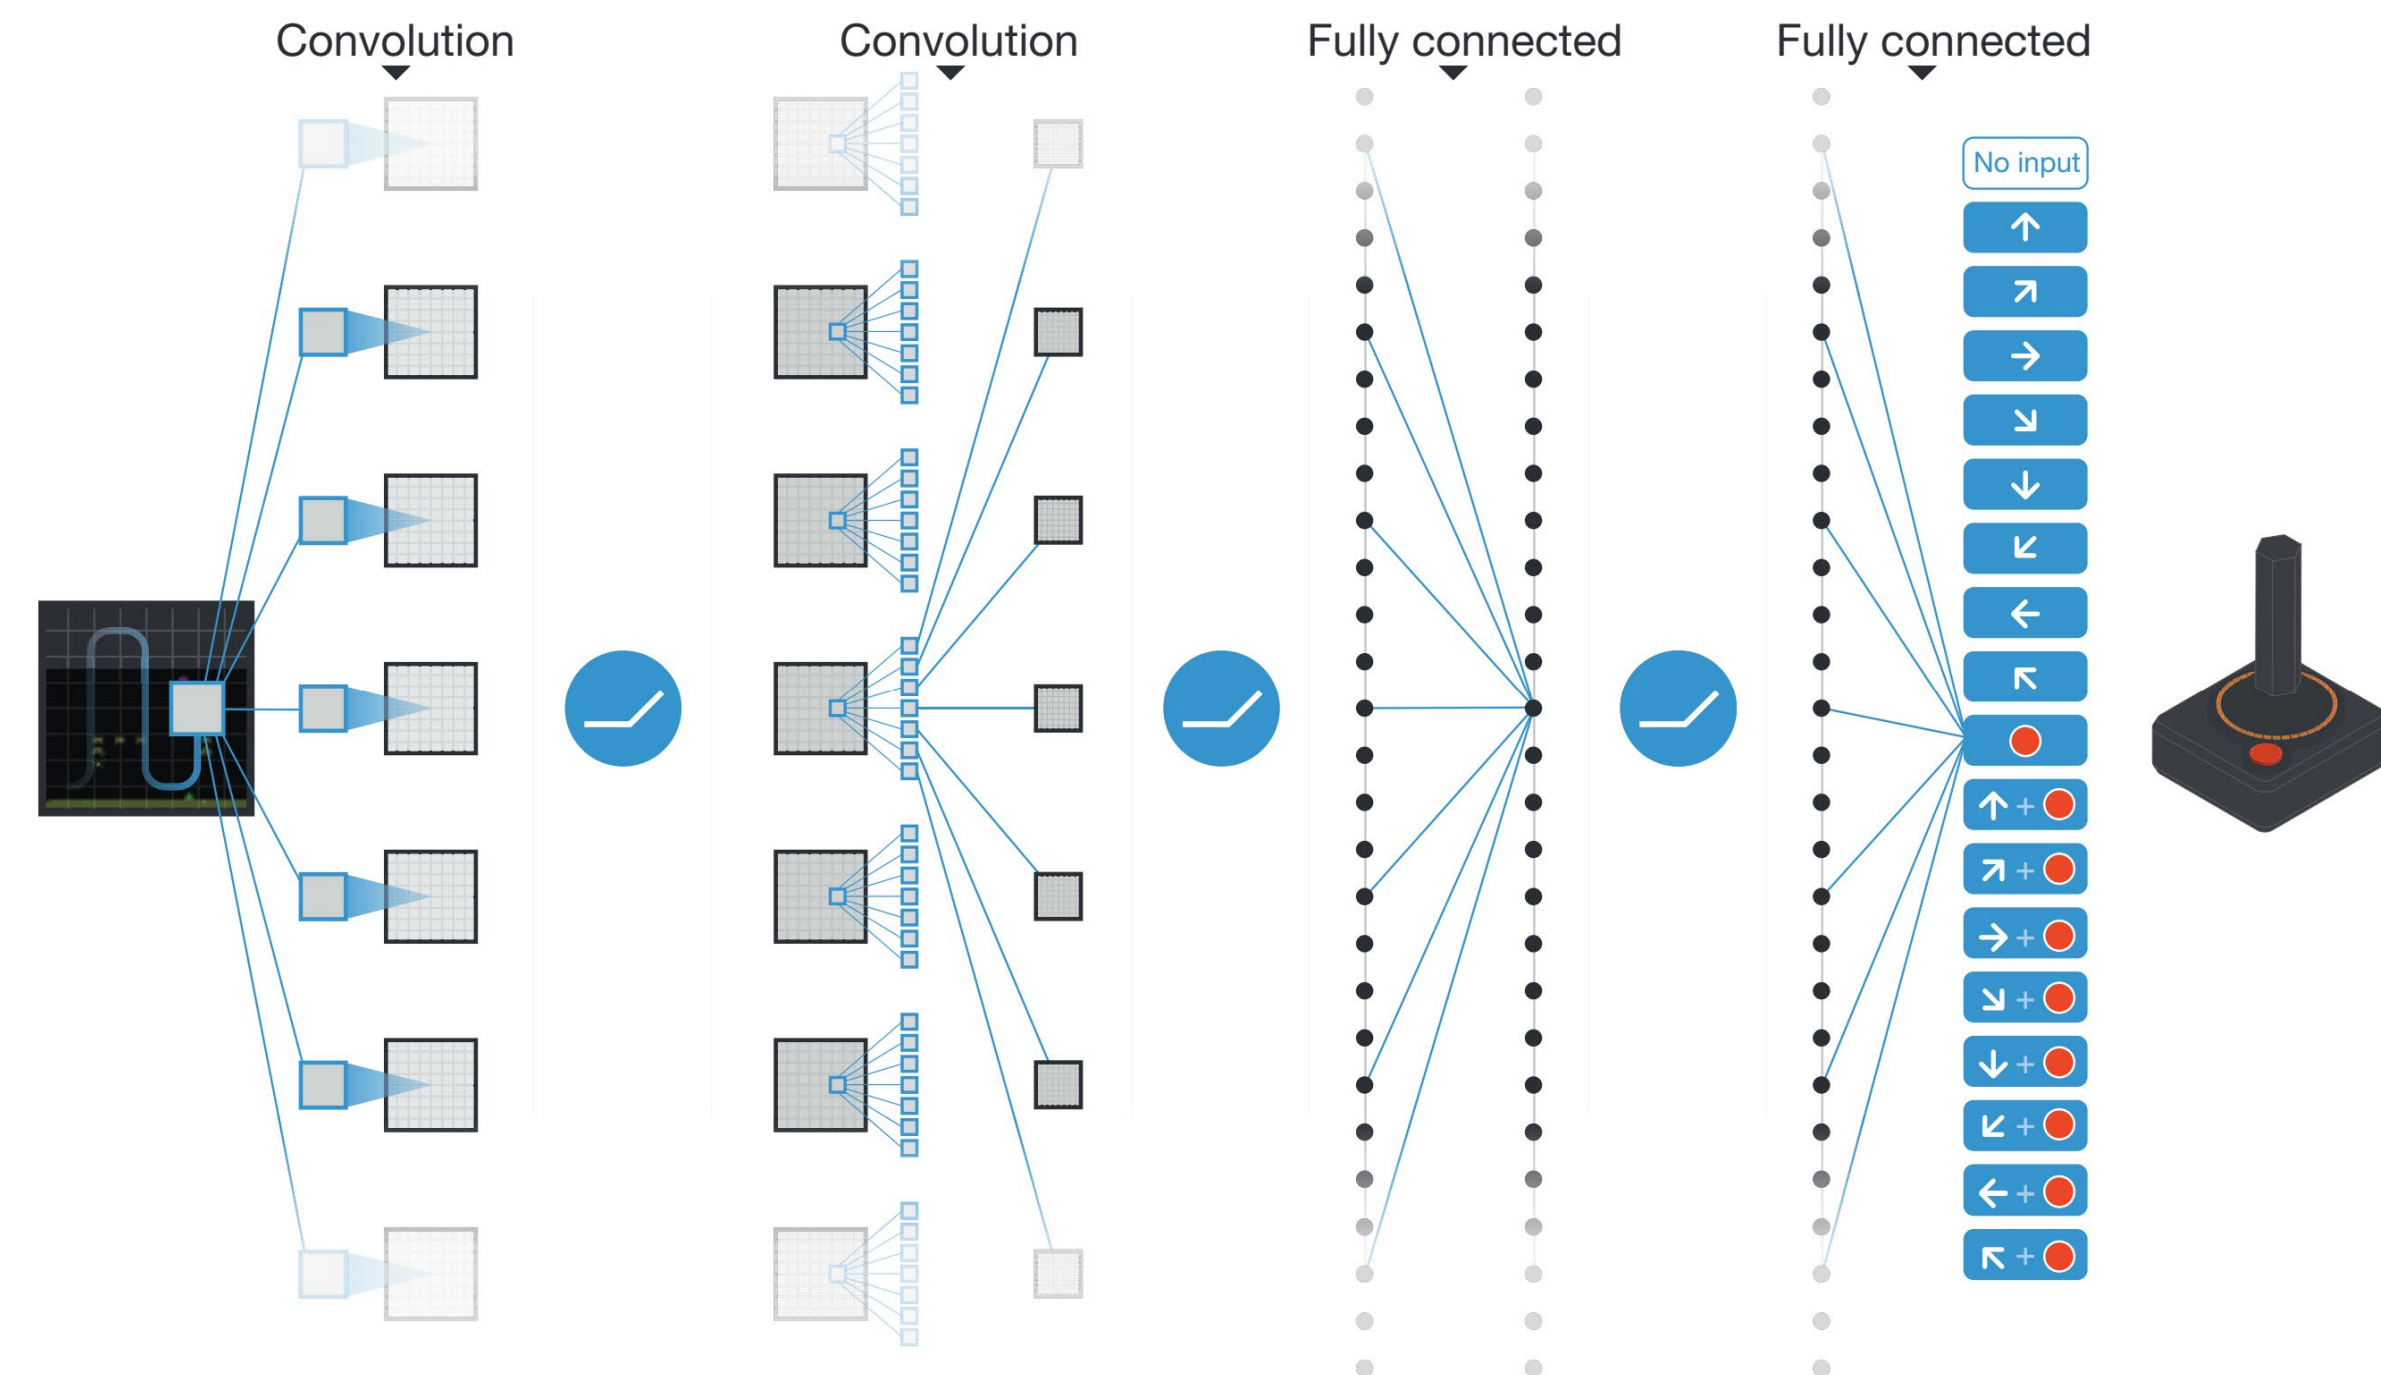 Convolution
Convolution
Fully connected
Fully connected
No input
+
+
+
+
+
+
+
+